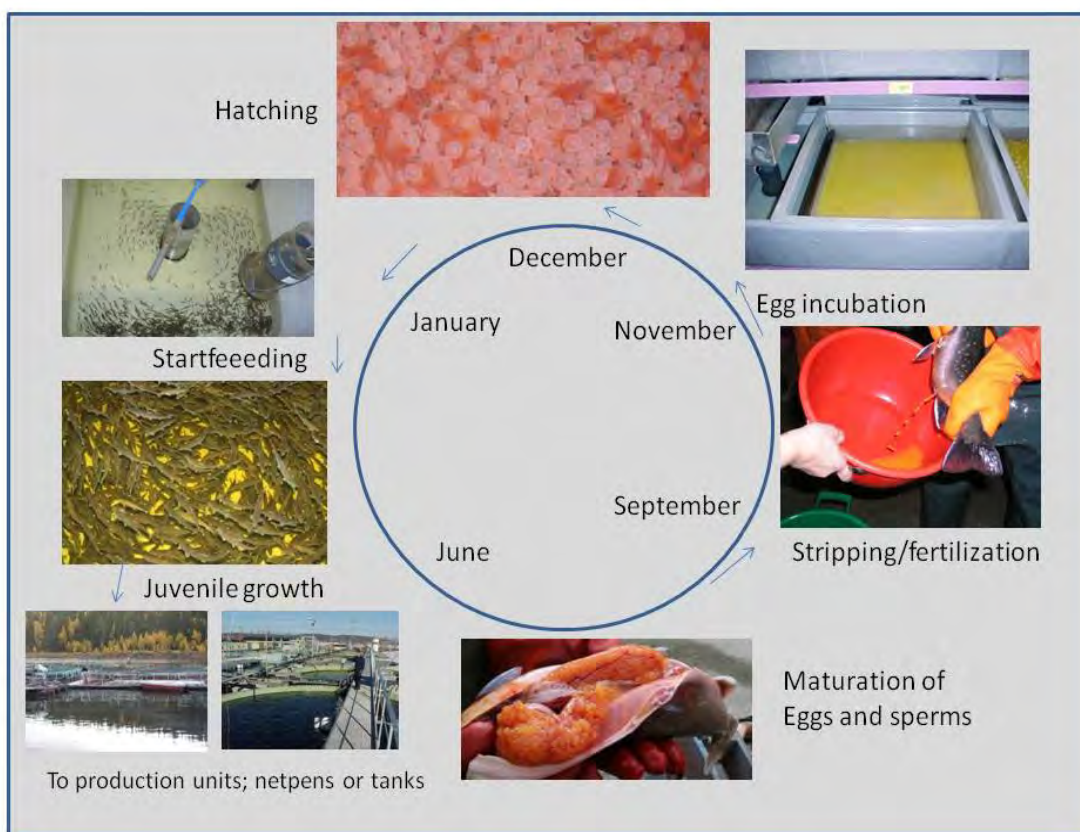 Hatching
December
January
November
Egg incubation
Startfeeeding
September
June
Stripping/fertilization
Juvenile growth
Maturation of
Eggs and sperms
To production units; netpens or tanks